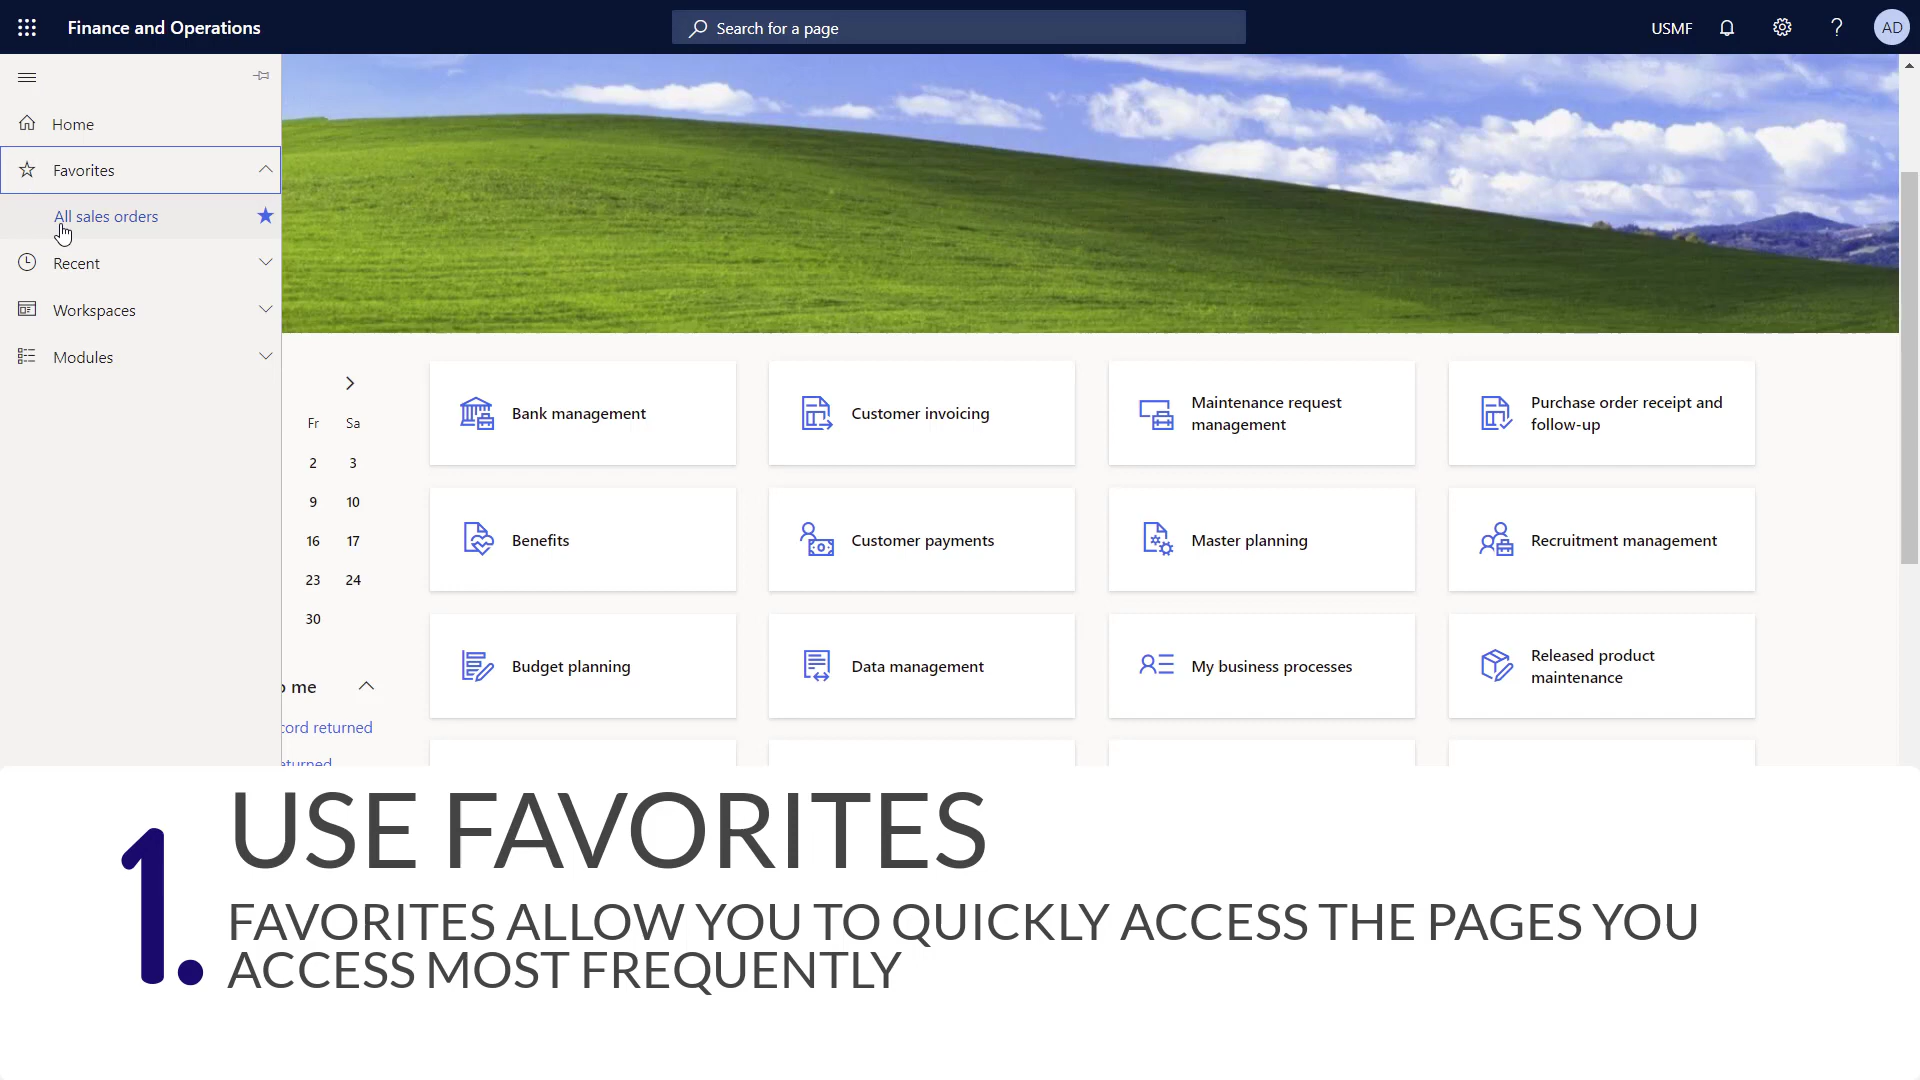 Finance and Operations
Search for a page
USMF
?
AD
Home
Favorites
All sales orders
Recent
Workspaces
Modules
Fr Sa
2 3
9 10
16 17
23 24
30
me
cord returned
eturned
Bank management
Customer invoicing
Maintenance request
management
Purchase order receipt and
follow-up
Benefits
Customer payments
Master planning
Recruitment management
Budget planning
Data management
My business processes
Released product
maintenance
1.
USE FAVORITES
FAVORITES ALLOW YOU TO QUICKLY ACCESS THE PAGES YOU
ACCESS MOST FREQUENTLY